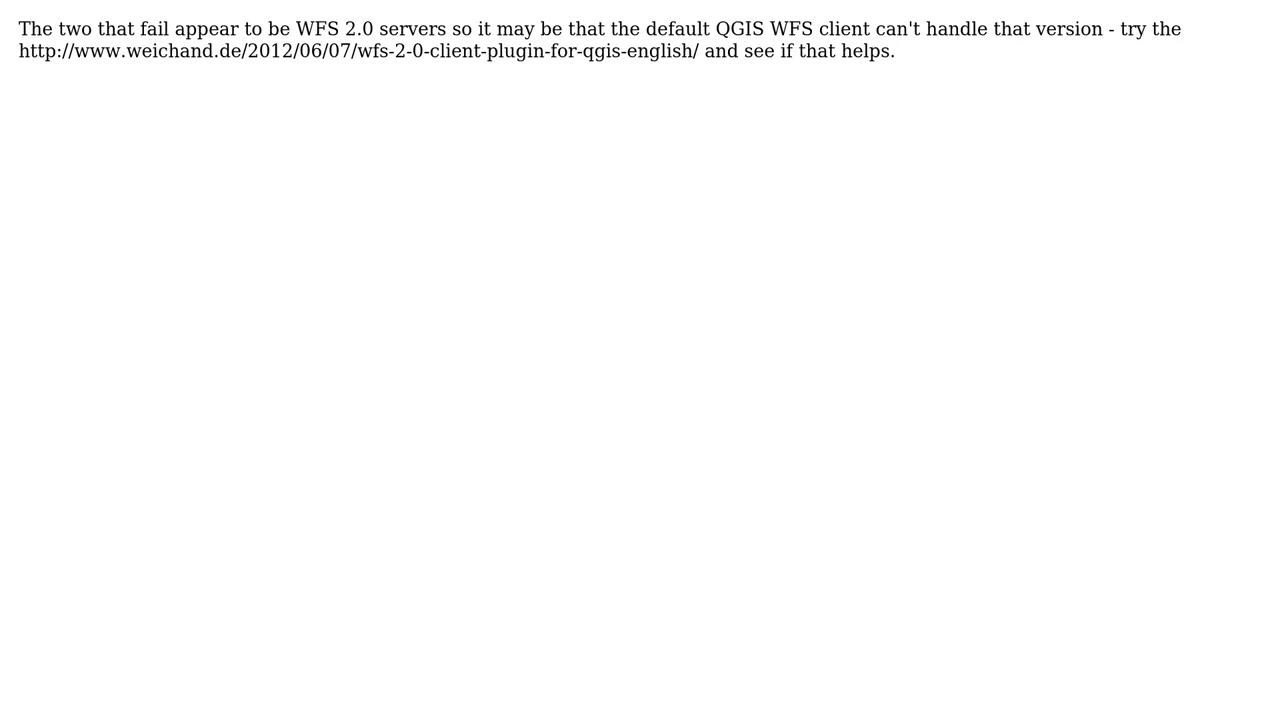 The two that fail appear to be WFS 2.0 servers so it may be that the default QGIS WFS client can't handle that version - try the
http://www.weichand.de/2012/06/07/wfs-2-0-client-plugin-for-qgis-english/ and see if that helps.